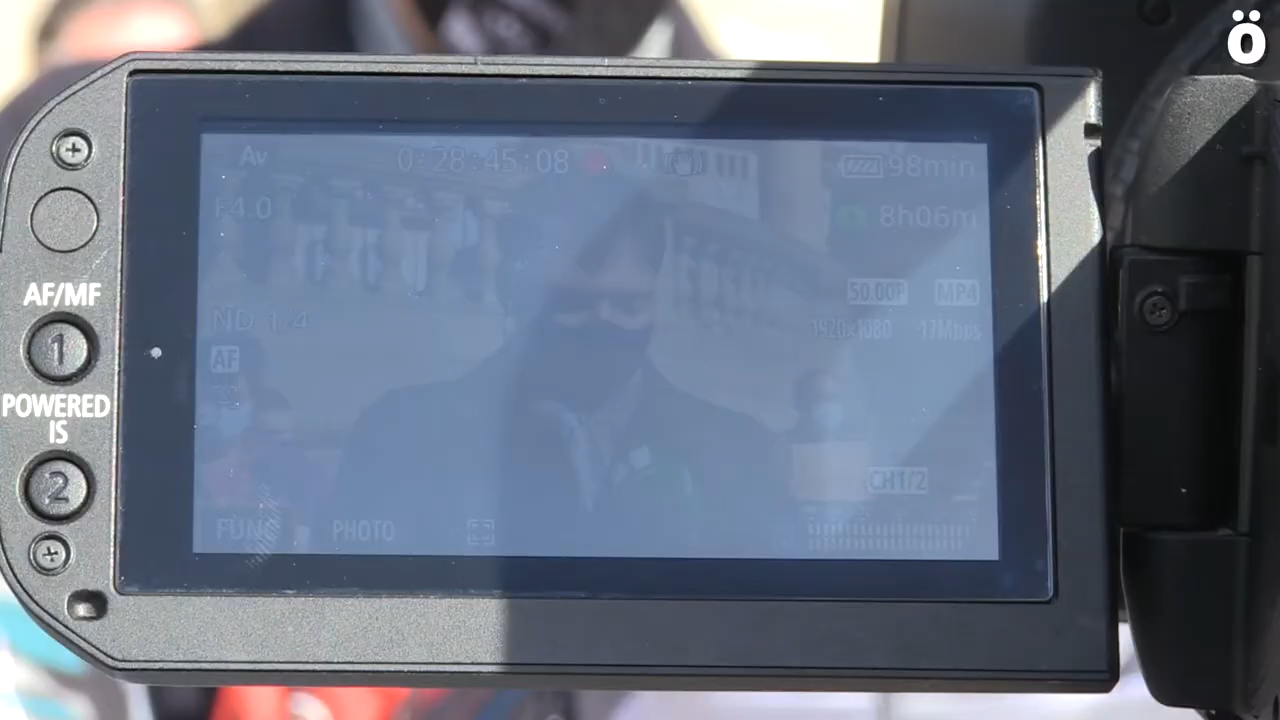 ö
Av 0:28:45:08 98min
F4.0 8h06m
50.00P MP4
ND 1/4 1920x1080 17Mbps
AF
CH1/2
FUNC PHOTO
AF/MF
1
POWERED
IS
2